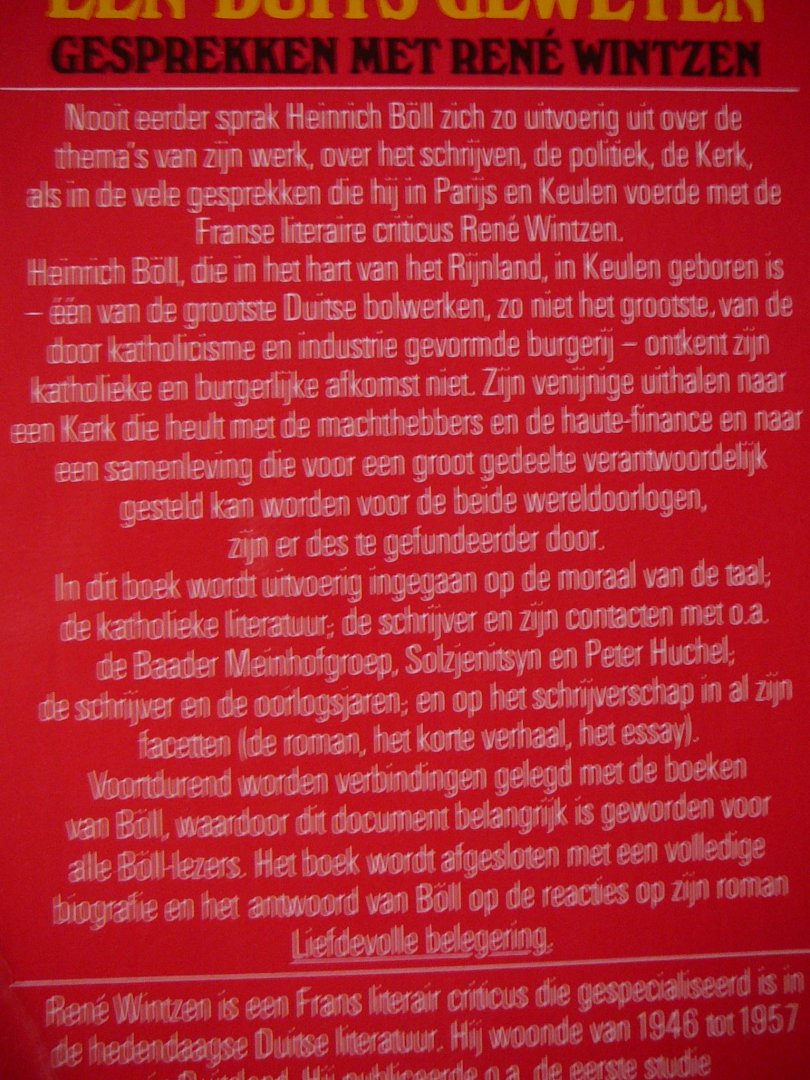 EEN DUITS GEWETEN
GESPREKKEN MET RENÉ WINTZEN
Nooit eerder sprak Heinrich Böll zich zo uitvoerig uit over de
thema's van zijn werk, over het schrijven, de politiek, de Kerk,
als in de vele gesprekken die hij in Parijs en Keulen voerde met de
Franse literaire criticus René Wintzen.
Heinrich Böll, die in het hart van het Rijnland, in Keulen geboren is
– één van de grootste Duitse bolwerken, zo niet het grootste, van de
door katholicisme en industrie gevormde burgerij – ontkent zijn
katholieke en burgerlijke afkomst niet. Zijn venijnige uithalen naar
een Kerk die heult met de machthebbers en de haute-finance en naar
een samenleving die voor een groot gedeelte verantwoordelijk
gesteld kan worden voor de beide wereldoorlogen,
zijn er des te gefundeerder door.
In dit boek wordt uitvoerig ingegaan op de moraal van de taal;
de katholieke literatuur; de schrijver en zijn contacten met o.a.
de Baader Meinhofgroep, Solzjenitsyn en Peter Huchel;
de schrijver en de oorlogsjaren; en op het schrijverschap in al zijn
facetten (de roman, het korte verhaal, het essay).
Voortdurend worden verbindingen gelegd met de boeken
van Böll, waardoor dit document belangrijk is geworden voor
alle Böll-lezers. Het boek wordt afgesloten met een volledige
biografie en het antwoord van Böll op de reacties op zijn roman
Liefdevolle belegering.
René Wintzen is een Frans literair criticus die gespecialiseerd is in
de hedendaagse Duitse literatuur. Hij woonde van 1946 tot 1957
Duitsland. Hij publiceerde o.a. de eerste studie